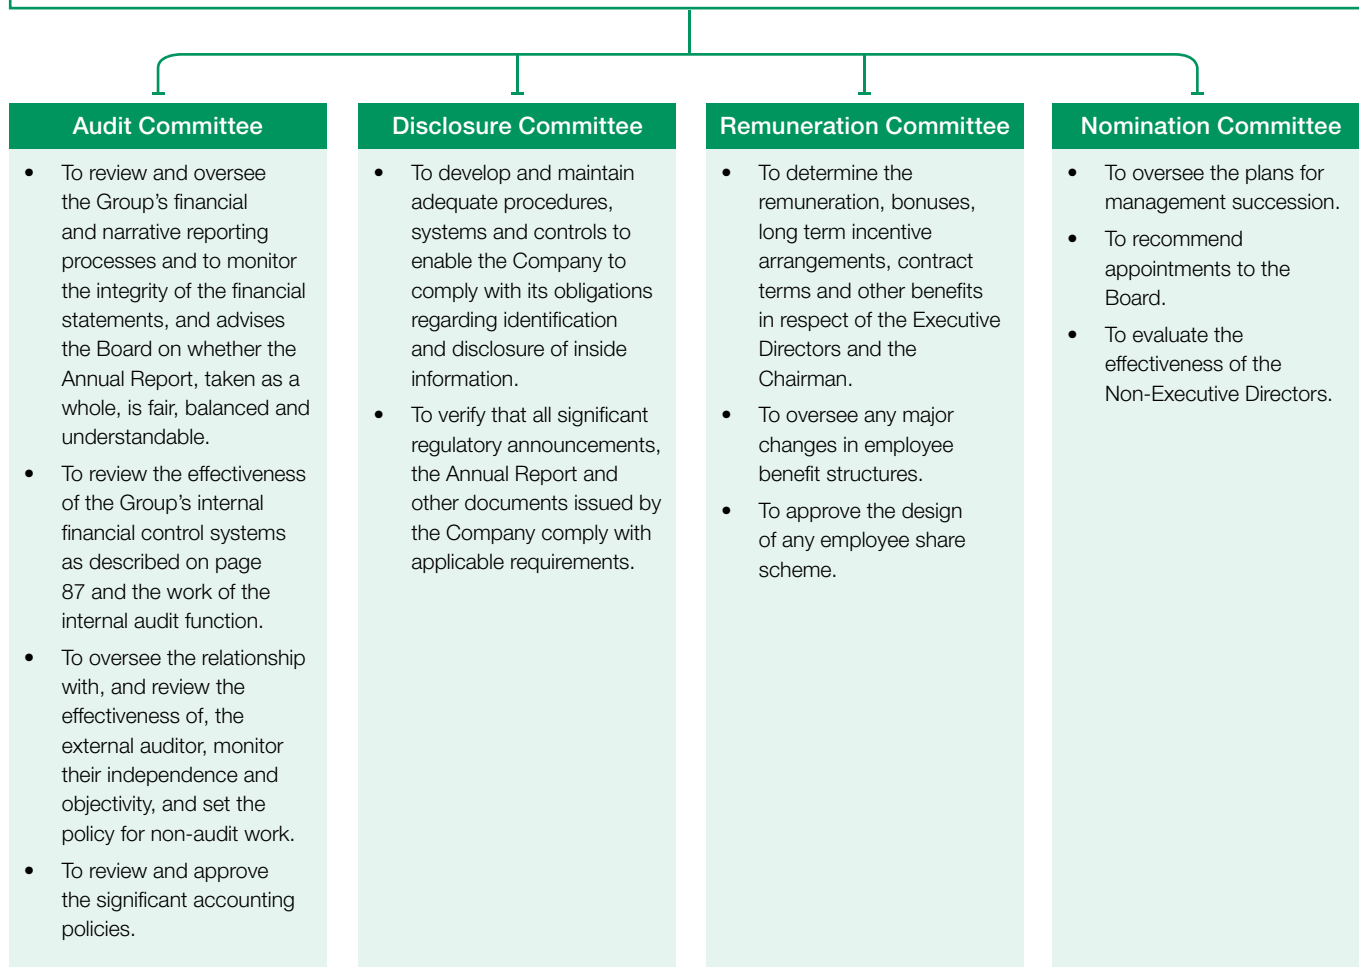 Audit Committee
• To review and oversee
the Group’s financial
and narrative reporting
processes and to monitor
the integrity of the financial
statements, and advises
the Board on whether the
Annual Report, taken as a
whole, is fair, balanced and
understandable.
• To review the effectiveness
of the Group’s internal
financial control systems
as described on page
87 and the work of the
internal audit function.
• To oversee the relationship
with, and review the
effectiveness of, the
external auditor, monitor
their independence and
objectivity, and set the
policy for non-audit work.
• To review and approve
the significant accounting
policies.
Disclosure Committee
• To develop and maintain
adequate procedures,
systems and controls to
enable the Company to
comply with its obligations
regarding identification
and disclosure of inside
information.
• To verify that all significant
regulatory announcements,
the Annual Report and
other documents issued by
the Company comply with
applicable requirements.
Remuneration Committee
• To determine the
remuneration, bonuses,
long term incentive
arrangements, contract
terms and other benefits
in respect of the Executive
Directors and the
Chairman.
• To oversee any major
changes in employee
benefit structures.
• To approve the design
of any employee share
scheme.
Nomination Committee
• To oversee the plans for
management succession.
• To recommend
appointments to the
Board.
• To evaluate the
effectiveness of the
Non-Executive Directors.